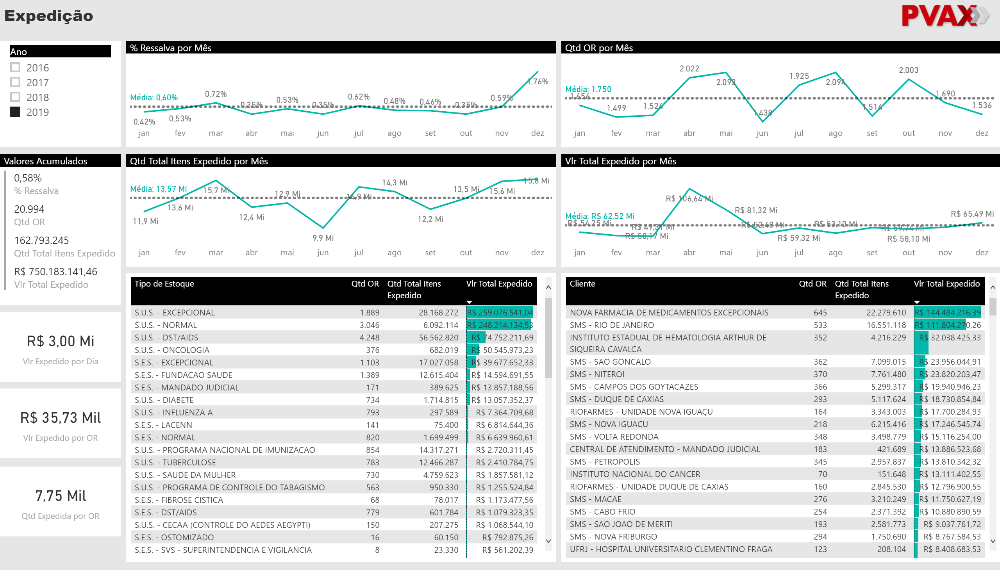 Expedição
PVAX
Ano
2016
2017
2018
2019
% Ressalva por Mês
Média: 0,60%
0,42%
0,53%
0,72%
0,35%
0,53%
0,35%
0,62%
0,48%
0,46%
0,35%
0,59%
1,76%
jan fev mar abr mai jun jul ago set out nov dez
Qtd OR por Mês
Média: 1.750
1.656
1.499
1.524
2.022
2.093
1.438
1.925
2.094
1.514
2.003
1.690
1.536
jan fev mar abr mai jun jul ago set out nov dez
Valores Acumulados
0,58%
% Ressalva
20.994
Qtd OR
162.793.245
Qtd Total Itens Expedido
R$ 750.183.141,46
Vlr Total Expedido
Qtd Total Itens Expedido por Mês
Média: 13,57 Mi
11,9 Mi
13,6 Mi
15,7 Mi
12,4 Mi
12,9 Mi
9,9 Mi
14,9 Mi
14,3 Mi
12,2 Mi
13,5 Mi
15,6 Mi
15,8 Mi
jan fev mar abr mai jun jul ago set out nov dez
Vlr Total Expedido por Mês
Média: R$ 62,52 Mi
R$ 54,25 Mi
R$ 50,17 Mi
R$ 49,31 Mi
R$ 106,64 Mi
R$ 81,32 Mi
R$ 52,48 Mi
R$ 59,32 Mi
R$ 53,10 Mi
R$ 58,10 Mi
R$ 59,74 Mi
R$ 65,49 Mi
jan fev mar abr mai jun jul ago set out nov dez
R$ 3,00 Mi
Vlr Expedido por Dia
R$ 35,73 Mil
Vlr Expedido por OR
7,75 Mil
Qtd Expedida por OR
Tipo de Estoque Qtd OR Qtd Total Itens Expedido Vlr Total Expedido
S.U.S. - EXCEPCIONAL 1.889 28.168.272 R$ 259.076.541,04
S.U.S. - NORMAL 3.046 6.092.114 R$ 248.214.134,53
S.U.S. - DST/AIDS 4.248 56.562.820 R$ 74.752.211,69
S.U.S. - ONCOLOGIA 376 682.019 R$ 50.545.973,23
S.E.S. - EXCEPCIONAL 1.103 17.027.058 R$ 39.677.652,33
S.E.S. - FUNDACAO SAUDE 1.389 12.615.404 R$ 14.594.691,55
S.E.S. - MANDADO JUDICIAL 171 389.625 R$ 13.857.188,56
S.U.S. - DIABETE 734 1.714.815 R$ 13.057.352,37
S.U.S. - INFLUENZA A 793 297.589 R$ 7.364.709,68
S.E.S. - LACENN 141 75.400 R$ 6.814.644,36
S.E.S. - NORMAL 820 1.699.499 R$ 6.639.960,61
S.U.S. - PROGRAMA NACIONAL DE IMUNIZACAO 854 14.317.271 R$ 2.720.311,45
S.U.S. - TUBERCULOSE 783 12.466.287 R$ 2.410.784,75
S.U.S. - SAUDE DA MULHER 730 4.759.623 R$ 1.857.581,12
S.U.S. - PROGRAMA DE CONTROLE DO TABAGISMO 563 950.330 R$ 1.255.524,84
S.E.S. - FIBROSE CISTICA 68 78.017 R$ 1.173.477,56
S.E.S. - DST/AIDS 779 601.784 R$ 1.079.323,35
S.U.S. - CECAA (CONTROLE DO AEDES AEGYPTI) 150 207.275 R$ 1.068.544,10
S.E.S. - OSTOMIZADO 16 60.150 R$ 792.875,26
S.E.S. - SVS - SUPERINTENDENCIA E VIGILANCIA 8 23.330 R$ 561.202,39
Cliente Qtd OR Qtd Total Itens Expedido Vlr Total Expedido
NOVA FARMACIA DE MEDICAMENTOS EXCEPCIONAIS 645 22.279.610 R$ 144.484.216,39
SMS - RIO DE JANEIRO 533 16.551.118 R$ 111.804.270,26
INSTITUTO ESTADUAL DE HEMATOLOGIA ARTHUR DE 352 4.216.229 R$ 32.038.425,33
SIQUEIRA CAVALCA
SMS - SAO GONCALO 362 7.099.015 R$ 23.956.044,91
SMS - NITEROI 370 7.761.480 R$ 23.820.203,47
SMS - CAMPOS DOS GOYTACAZES 366 5.299.317 R$ 19.940.946,23
SMS - DUQUE DE CAXIAS 293 5.117.624 R$ 18.730.854,84
RIOFARMES - UNIDADE NOVA IGUAÇU 164 3.343.003 R$ 17.700.284,93
SMS - NOVA IGUACU 218 6.215.416 R$ 17.246.545,74
SMS - VOLTA REDONDA 348 3.498.779 R$ 15.116.254,00
CENTRAL DE ATENDIMENTO - MANDADO JUDICIAL 183 421.689 R$ 13.886.523,68
SMS - PETROPOLIS 345 2.957.837 R$ 13.810.342,32
INSTITUTO NACIONAL DO CANCER 70 151.648 R$ 13.111.402,55
RIOFARMES - UNIDADE DUQUE DE CAXIAS 160 2.845.530 R$ 12.796.900,55
SMS - MACAE 276 3.210.249 R$ 11.750.627,19
SMS - CABO FRIO 254 2.371.392 R$ 10.880.890,59
SMS - SAO JOAO DE MERITI 193 2.581.773 R$ 9.037.761,72
SMS - NOVA FRIBURGO 294 1.750.690 R$ 8.767.584,53
UFRJ - HOSPITAL UNIVERSITARIO CLEMENTINO FRAGA 123 208.104 R$ 8.408.683,53